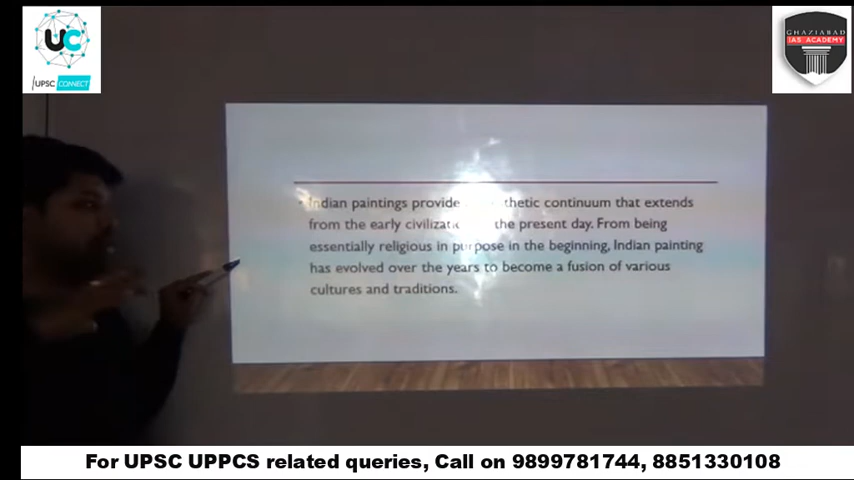 UC
UPSC CONNECT
GHAZIABAD
IAS ACADEMY
Indian paintings provide thetic continuum that extends
from the early civilizati the present day. From being
essentially religious in purpose in the beginning, Indian painting
has evolved over the years to become a fusion of various
cultures and traditions.
For UPSC UPPCS related queries, Call on 9899781744, 8851330108